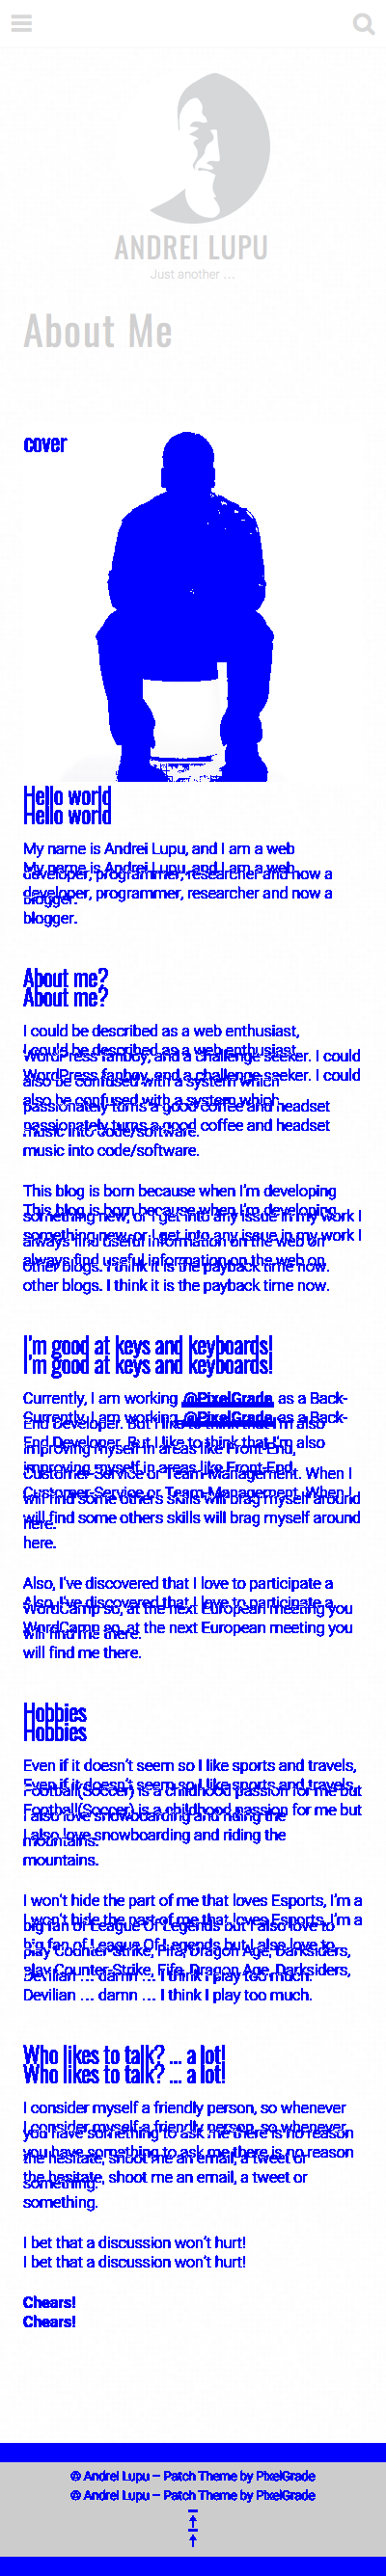 ANDREI LUPU
Just another ...
About Me
cover
Hello world
My name is Andrei Lupu, and I am a web
developer, programmer, researcher and now a
blogger.
About me?
I could be described as a web enthusiast,
WordPress fanboy, and a challenge seeker. I could
also be confused with a system which
passionately turns a good coffee and headset
music into code/software.
This blog is born because when I'm developing
something new, or I get into any issue in my work I
always find useful information on the web on
other blogs. I think it is the payback time now.
I'm good at keys and keyboards!
Currently, I am working @PixelGrade as a Back-
End Developer. But I like to think that I'm also
improving myself in areas like Front-End,
Customer-Service or Team-Management. When I
will find some others skills will brag myself around
here.
Also, I've discovered that I love to participate a
WordCamp so, at the next European meeting you
will find me there.
Hobbies
Even if it doesn't seem so I like sports and travels,
Football(Soccer) is a childhood passion for me but
I also love snowboarding and riding the
mountains.
I won't hide the part of me that loves Esports, I'm a
big fan of League Of Legends but I also love to
play Counter-Strike, Fifa, Dragon Age, Darksiders,
Devilian ... damn ... I think I play too much.
Who likes to talk? ... a lot!
I consider myself a friendly person, so whenever
you have something to ask me there is no reason
the hesitate, shoot me an email, a tweet or
something.
I bet that a discussion won't hurt!
Chears!
© Andrei Lupu – Patch Theme by PixelGrade